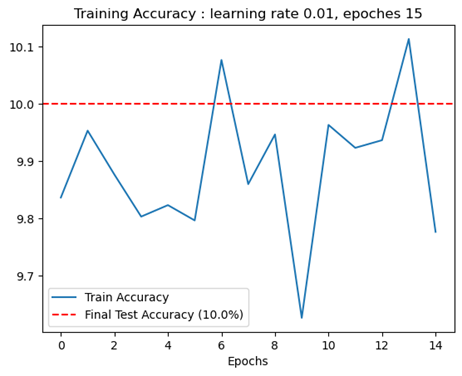 Training Accuracy : learning rate 0.01, epoches 15
10.1
10.0
9.9
9.8
9.7
Train Accuracy
Final Test Accuracy (10.0%)
0 2 4 6 8 10 12 14
Epochs